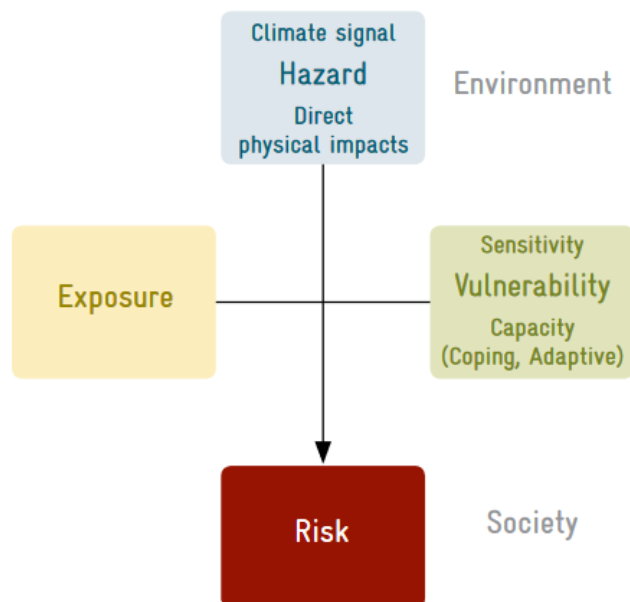 Climate signal
Hazard
Direct
physical impacts
Environment
Exposure
Sensitivity
Vulnerability
Capacity
(Coping, Adaptive)
Risk
Society